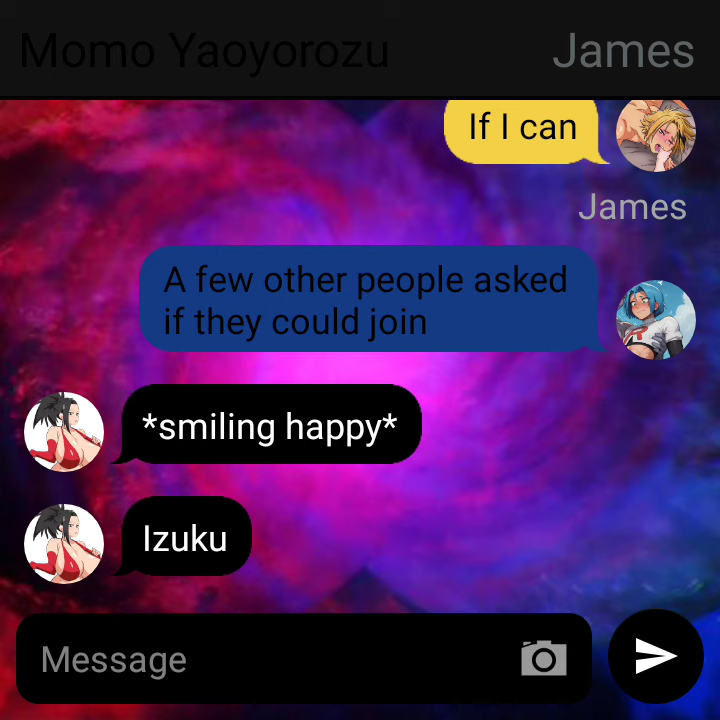 Momo Yaoyorozu James
If I can
James
A few other people asked
if they could join
*smiling happy*
Izuku
Message